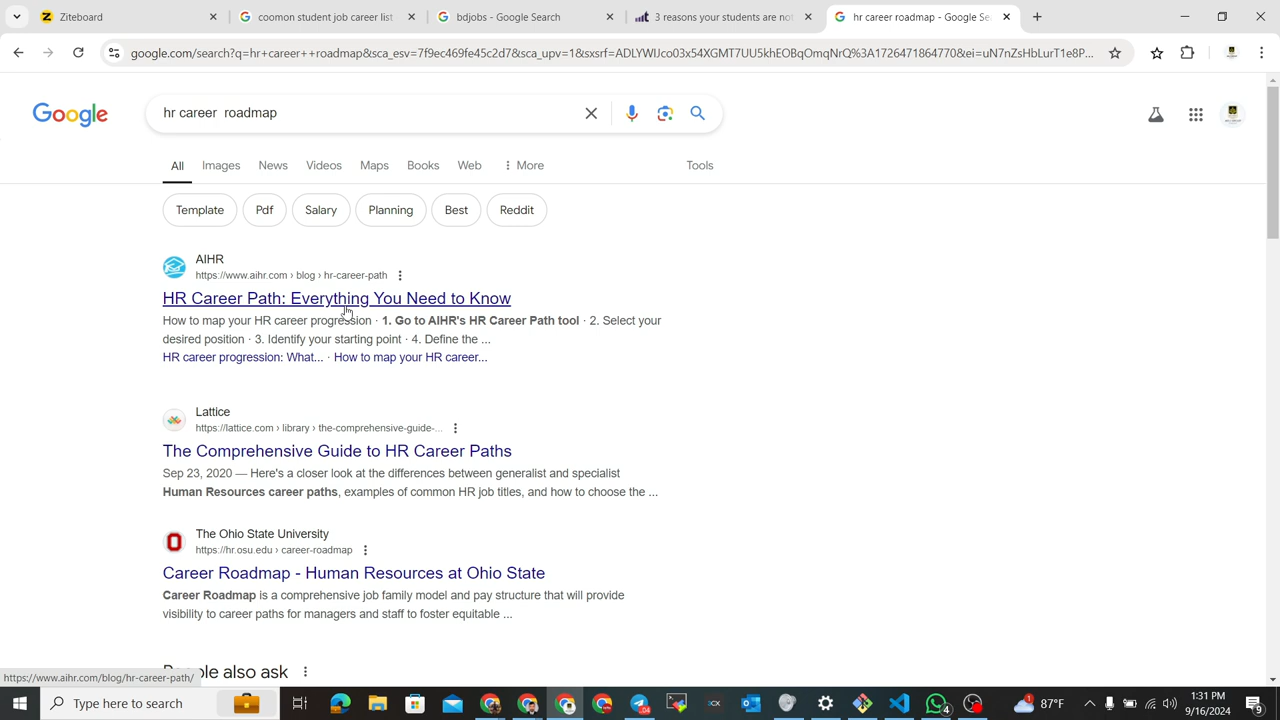 Ziteboard
coomon student job career list
bdjobs - Google Search
3 reasons your students are not
hr career roadmap - Google Se
google.com/search?q=hr+career++roadmap&sca_esv=7f9ec469fe45c2d7&sca_upv=1&sxsrf=ADLYWIJco03x54XGMT7UU5khEOBqOmqNrQ%3A1726471864770&ei=uN7nZsHbLurT1e8P...
Google
hr career  roadmap
All
Images
News
Videos
Maps
Books
Web
More
Tools
Template
Pdf
Salary
Planning
Best
Reddit
AIHR
https://www.aihr.com › blog › hr-career-path
HR Career Path: Everything You Need to Know
How to map your HR career progression · 1. Go to AIHR's HR Career Path tool · 2. Select your
desired position · 3. Identify your starting point · 4. Define the ...
HR career progression: What... · How to map your HR career...
Lattice
https://lattice.com › library › the-comprehensive-guide-...
The Comprehensive Guide to HR Career Paths
Sep 23, 2020 — Here's a closer look at the differences between generalist and specialist
Human Resources career paths, examples of common HR job titles, and how to choose the ...
The Ohio State University
https://hr.osu.edu › career-roadmap
Career Roadmap - Human Resources at Ohio State
Career Roadmap is a comprehensive job family model and pay structure that will provide
visibility to career paths for managers and staff to foster equitable ...
People also ask
https://www.aihr.com/blog/hr-career-path/
Type here to search
04
4
1
87°F
1:31 PM
9/16/2024
9